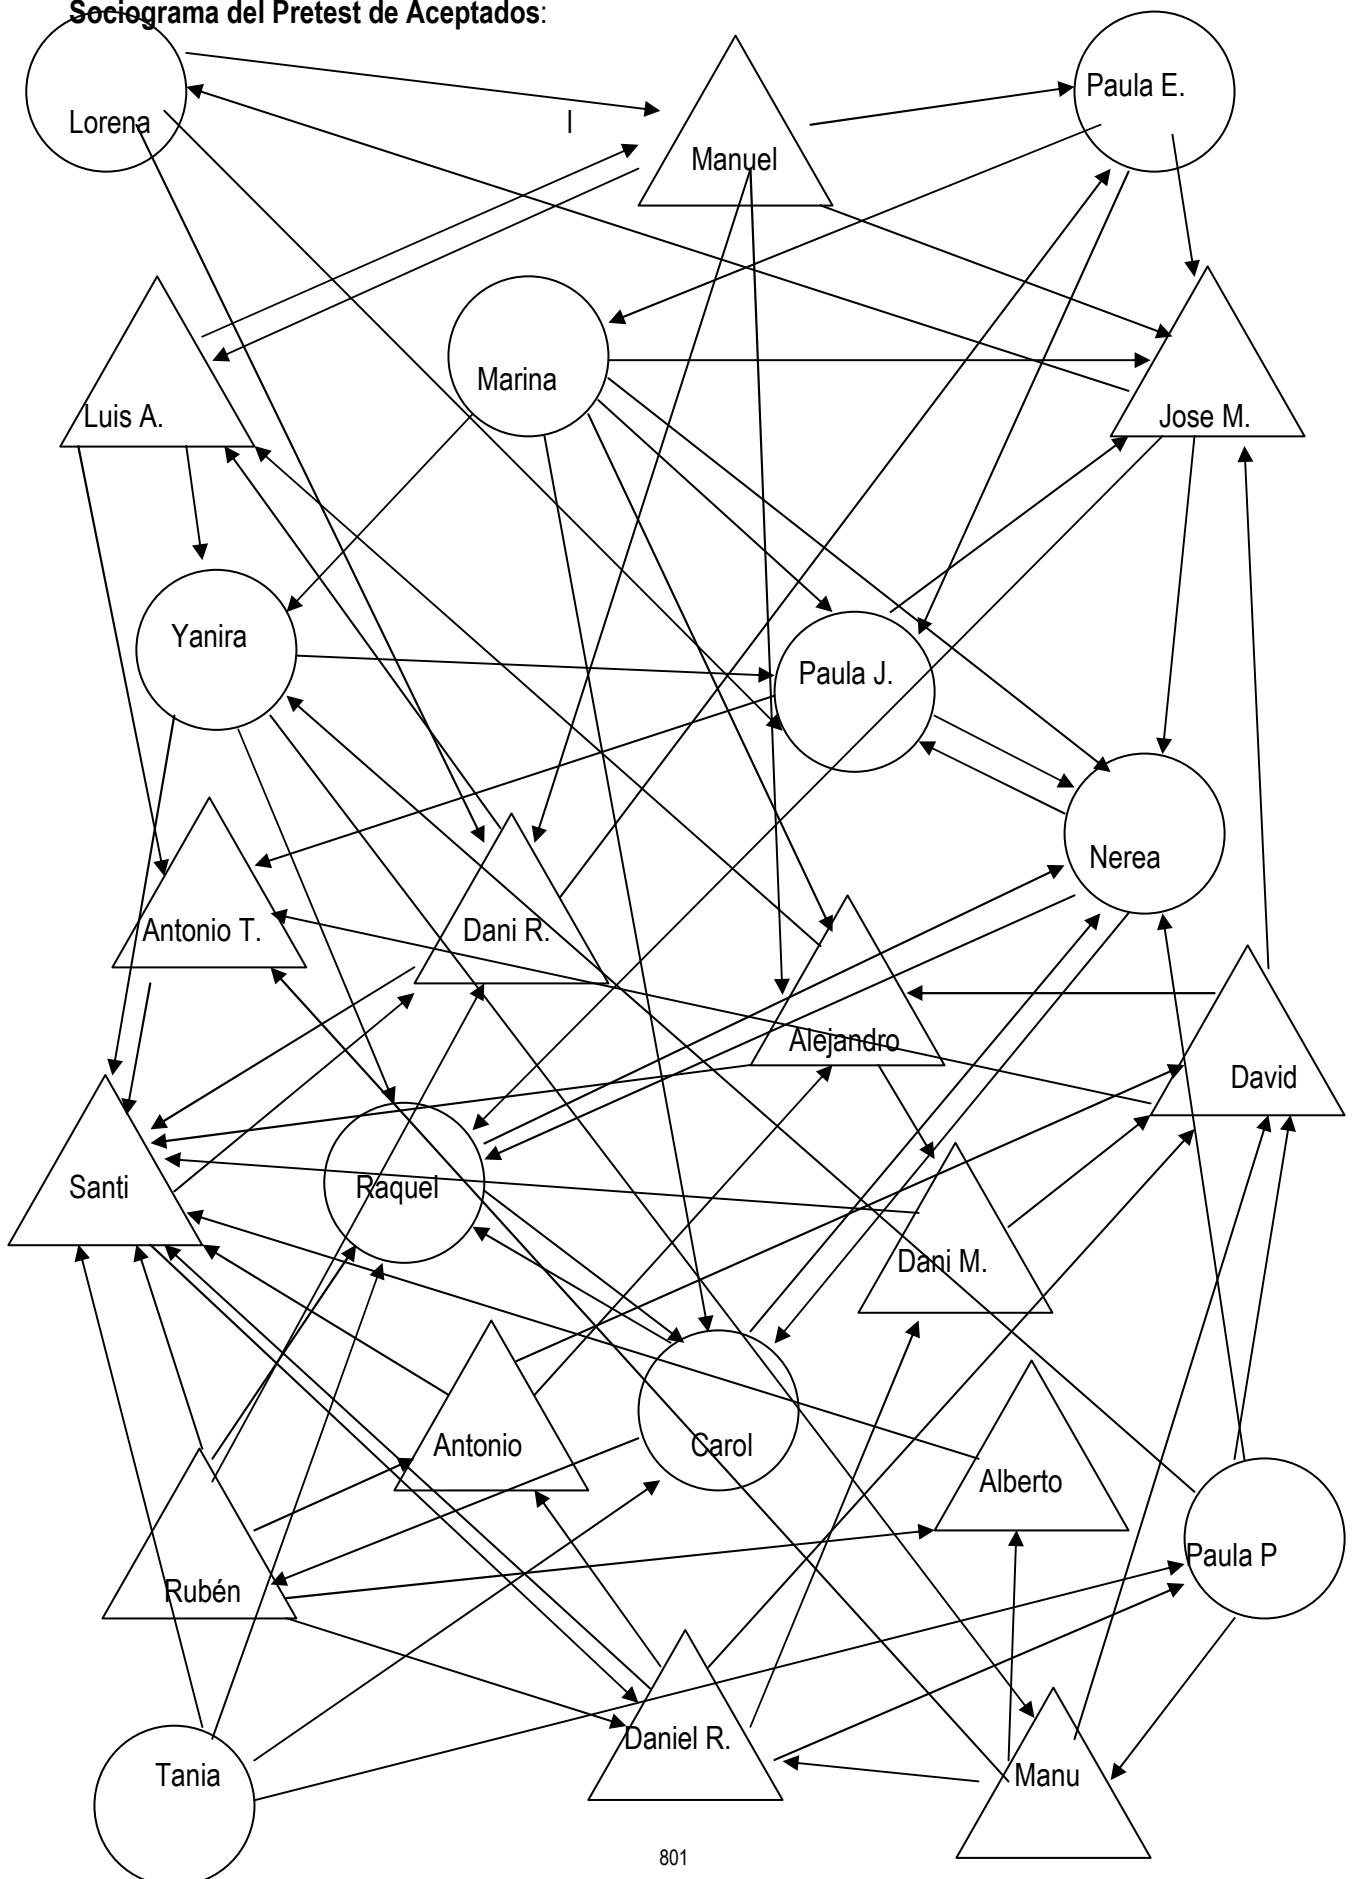 Sociograma del Pretest de Aceptados:
Paula E.
Lorena
l
Manuel
Marina
Luis A.
Jose M.
Yanira
Paula J.
Nerea
Antonio T.
Dani R.
Alejandro
David
Santi
Raquel
Dani M.
Antonio
Carol
Alberto
Paula P
Rubén
Daniel R.
Tania
Manu
801